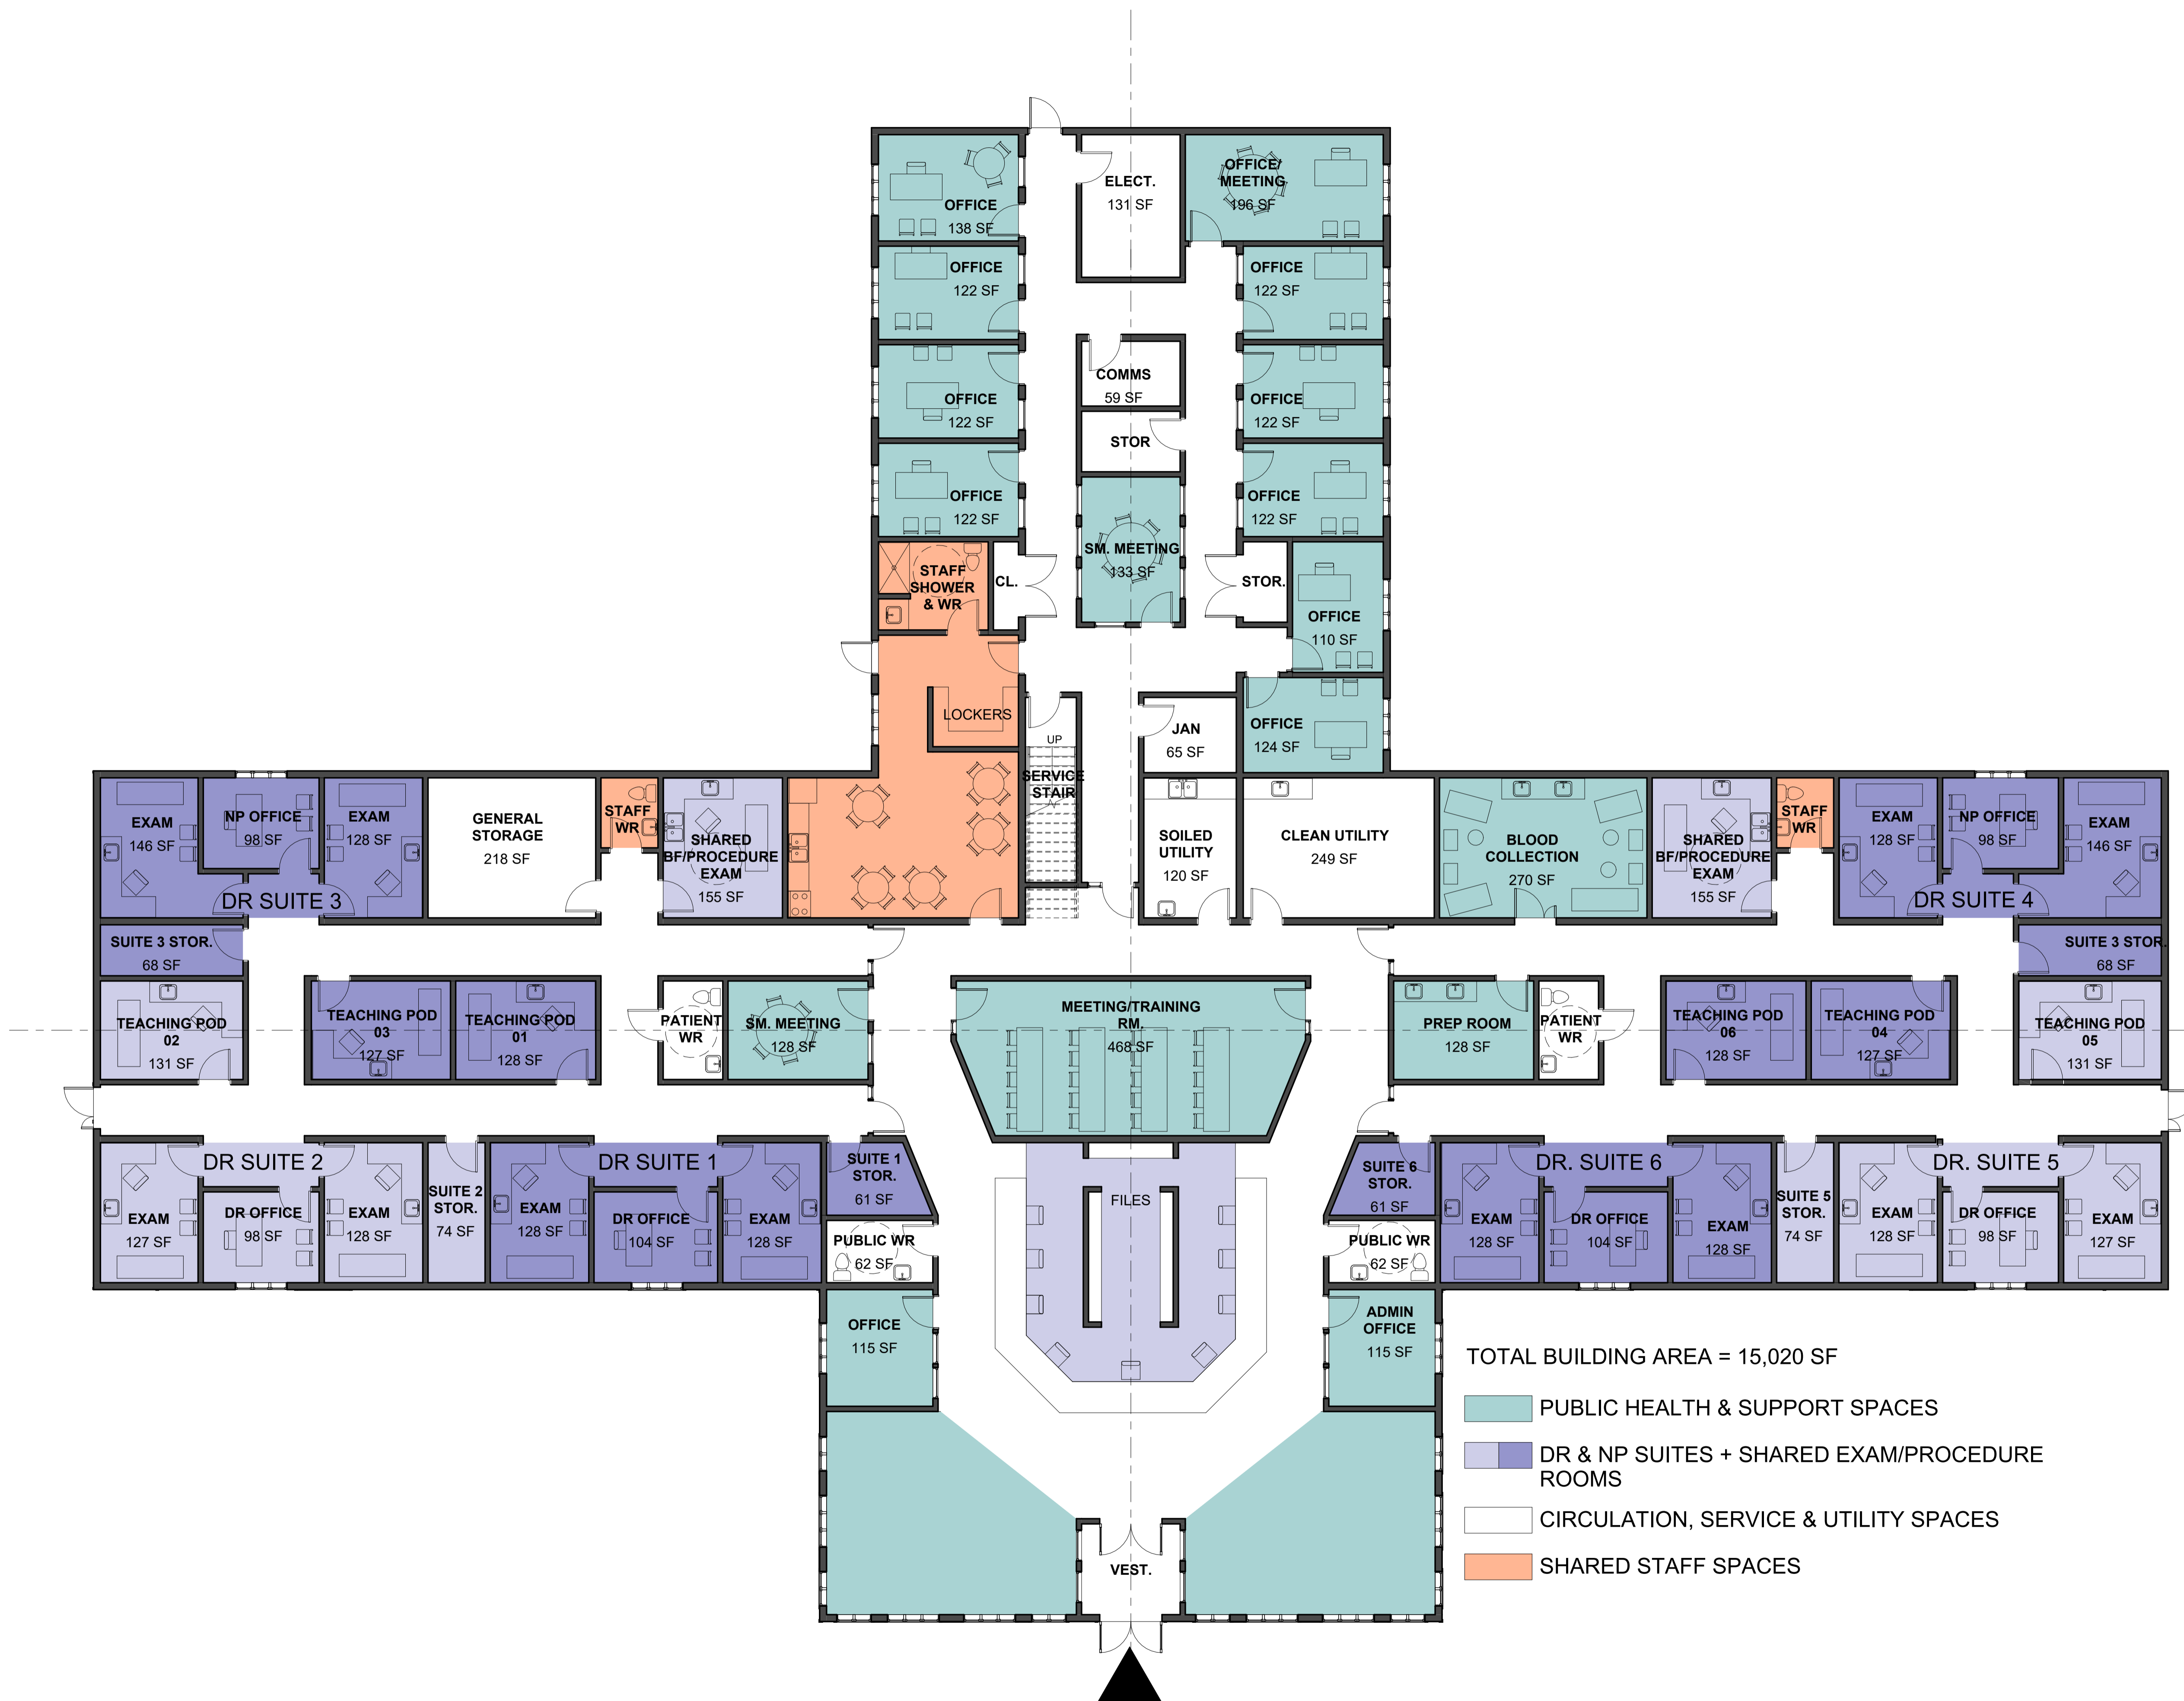 ELECT.
131 SF
OFFICE/
MEETING
196 SF
OFFICE
138 SF
OFFICE
122 SF
OFFICE
122 SF
COMMS
59 SF
OFFICE
122 SF
OFFICE
122 SF
STOR
OFFICE
122 SF
OFFICE
122 SF
SM. MEETING
133 SF
STAFF
SHOWER
& WR
CL.
STOR.
OFFICE
110 SF
LOCKERS
UP
JAN
65 SF
OFFICE
124 SF
SERVICE
STAIR
EXAM
146 SF
NP OFFICE
98 SF
EXAM
128 SF
DR SUITE 3
GENERAL
STORAGE
218 SF
STAFF
WR
SHARED
BF/PROCEDURE
EXAM
155 SF
SOILED
UTILITY
120 SF
CLEAN UTILITY
249 SF
BLOOD
COLLECTION
270 SF
SHARED
BF/PROCEDURE
EXAM
155 SF
STAFF
WR
EXAM
128 SF
NP OFFICE
98 SF
EXAM
146 SF
DR SUITE 4
SUITE 3 STOR.
68 SF
SUITE 3 STOR.
68 SF
TEACHING POD
02
131 SF
TEACHING POD
03
127 SF
TEACHING POD
01
128 SF
PATIENT
WR
SM. MEETING
128 SF
MEETING/TRAINING
RM.
468 SF
PREP ROOM
128 SF
PATIENT
WR
TEACHING POD
06
128 SF
TEACHING POD
04
127 SF
TEACHING POD
05
131 SF
DR SUITE 2
EXAM
127 SF
DR OFFICE
98 SF
EXAM
128 SF
SUITE 2
STOR.
74 SF
DR SUITE 1
EXAM
128 SF
DR OFFICE
104 SF
EXAM
128 SF
SUITE 1
STOR.
61 SF
PUBLIC WR
62 SF
FILES
SUITE 6
STOR.
61 SF
PUBLIC WR
62 SF
DR. SUITE 6
EXAM
128 SF
DR OFFICE
104 SF
EXAM
128 SF
SUITE 5
STOR.
74 SF
DR. SUITE 5
EXAM
128 SF
DR OFFICE
98 SF
EXAM
127 SF
OFFICE
115 SF
ADMIN
OFFICE
115 SF
VEST.
TOTAL BUILDING AREA = 15,020 SF
PUBLIC HEALTH & SUPPORT SPACES
DR & NP SUITES + SHARED EXAM/PROCEDURE
ROOMS
CIRCULATION, SERVICE & UTILITY SPACES
SHARED STAFF SPACES